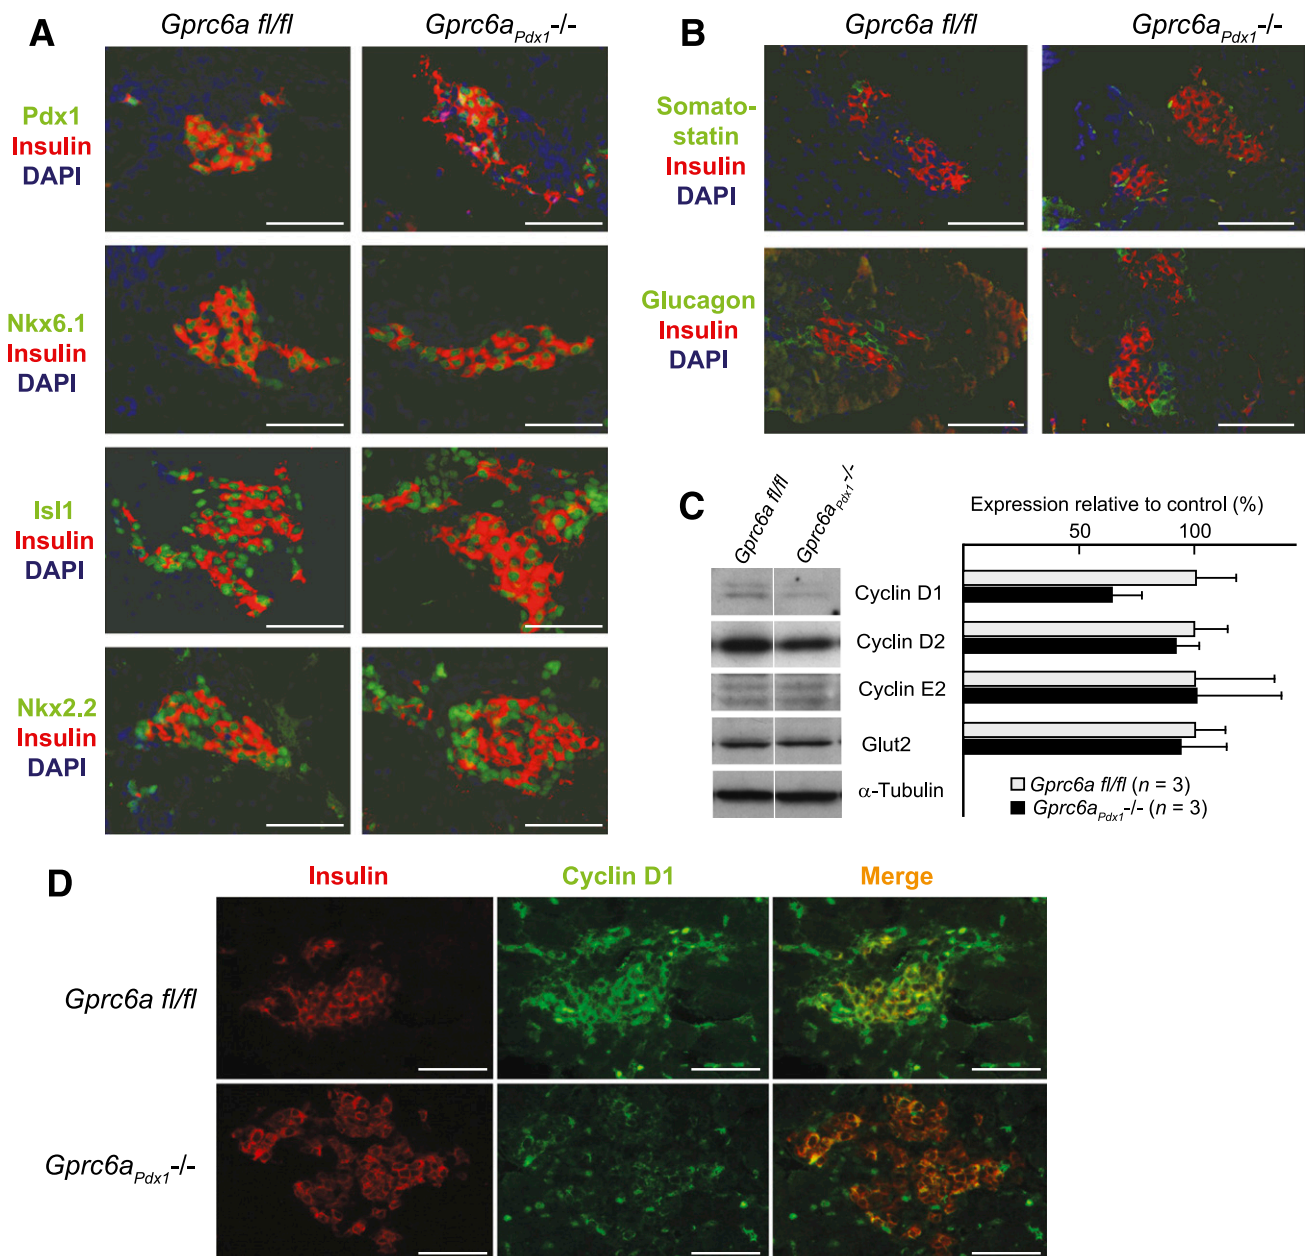 A
Gprc6a fl/fl
Gprc6aPdx1-/-
Pdx1
Insulin
DAPI
Nkx6.1
Insulin
DAPI
Isl1
Insulin
DAPI
Nkx2.2
Insulin
DAPI
B
Gprc6a fl/fl
Gprc6aPdx1-/-
Somato-
statin
Insulin
DAPI
Glucagon
Insulin
DAPI
C
Gprc6a fl/fl
Gprc6aPdx1-/-
Cyclin D1
Cyclin D2
Cyclin E2
Glut2
α-Tubulin
Expression relative to control (%)
50
100
Gprc6a fl/fl (n = 3)
Gprc6aPdx1-/- (n = 3)
D
Insulin
Cyclin D1
Merge
Gprc6a fl/fl
Gprc6aPdx1-/-